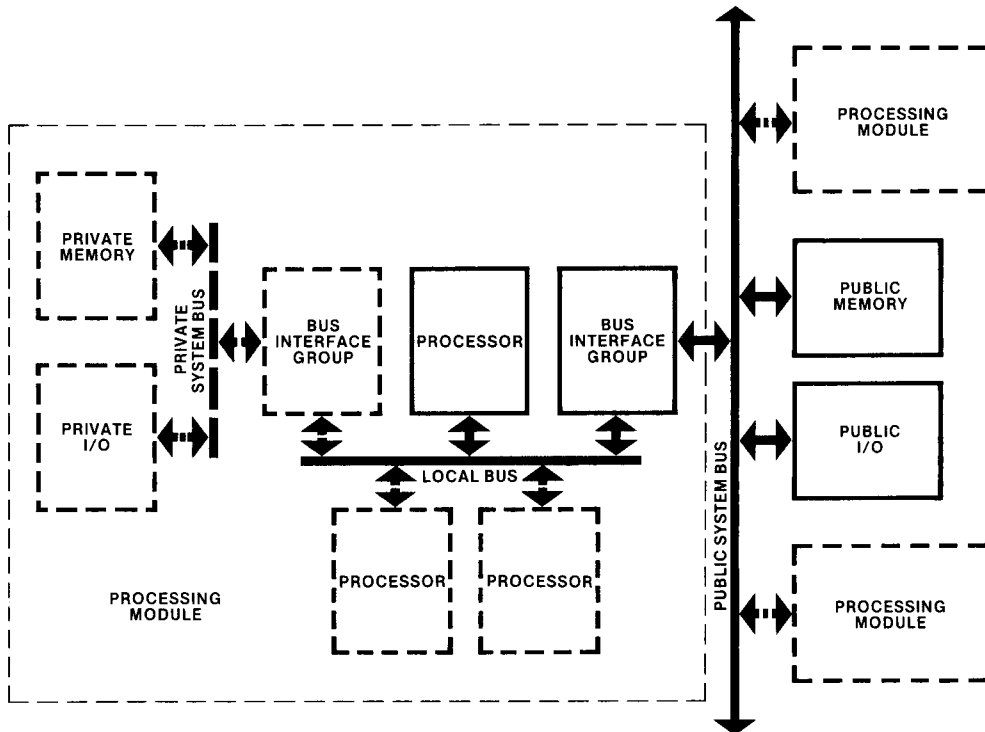 PROCESSING
MODULE
PRIVATE
MEMORY
PRIVATE
SYSTEM BUS
BUS
INTERFACE
GROUP
PROCESSOR
BUS
INTERFACE
GROUP
PUBLIC
MEMORY
PRIVATE
I/O
PUBLIC
I/O
LOCAL BUS
PUBLIC SYSTEM BUS
PROCESSOR
PROCESSOR
PROCESSING
MODULE
PROCESSING
MODULE